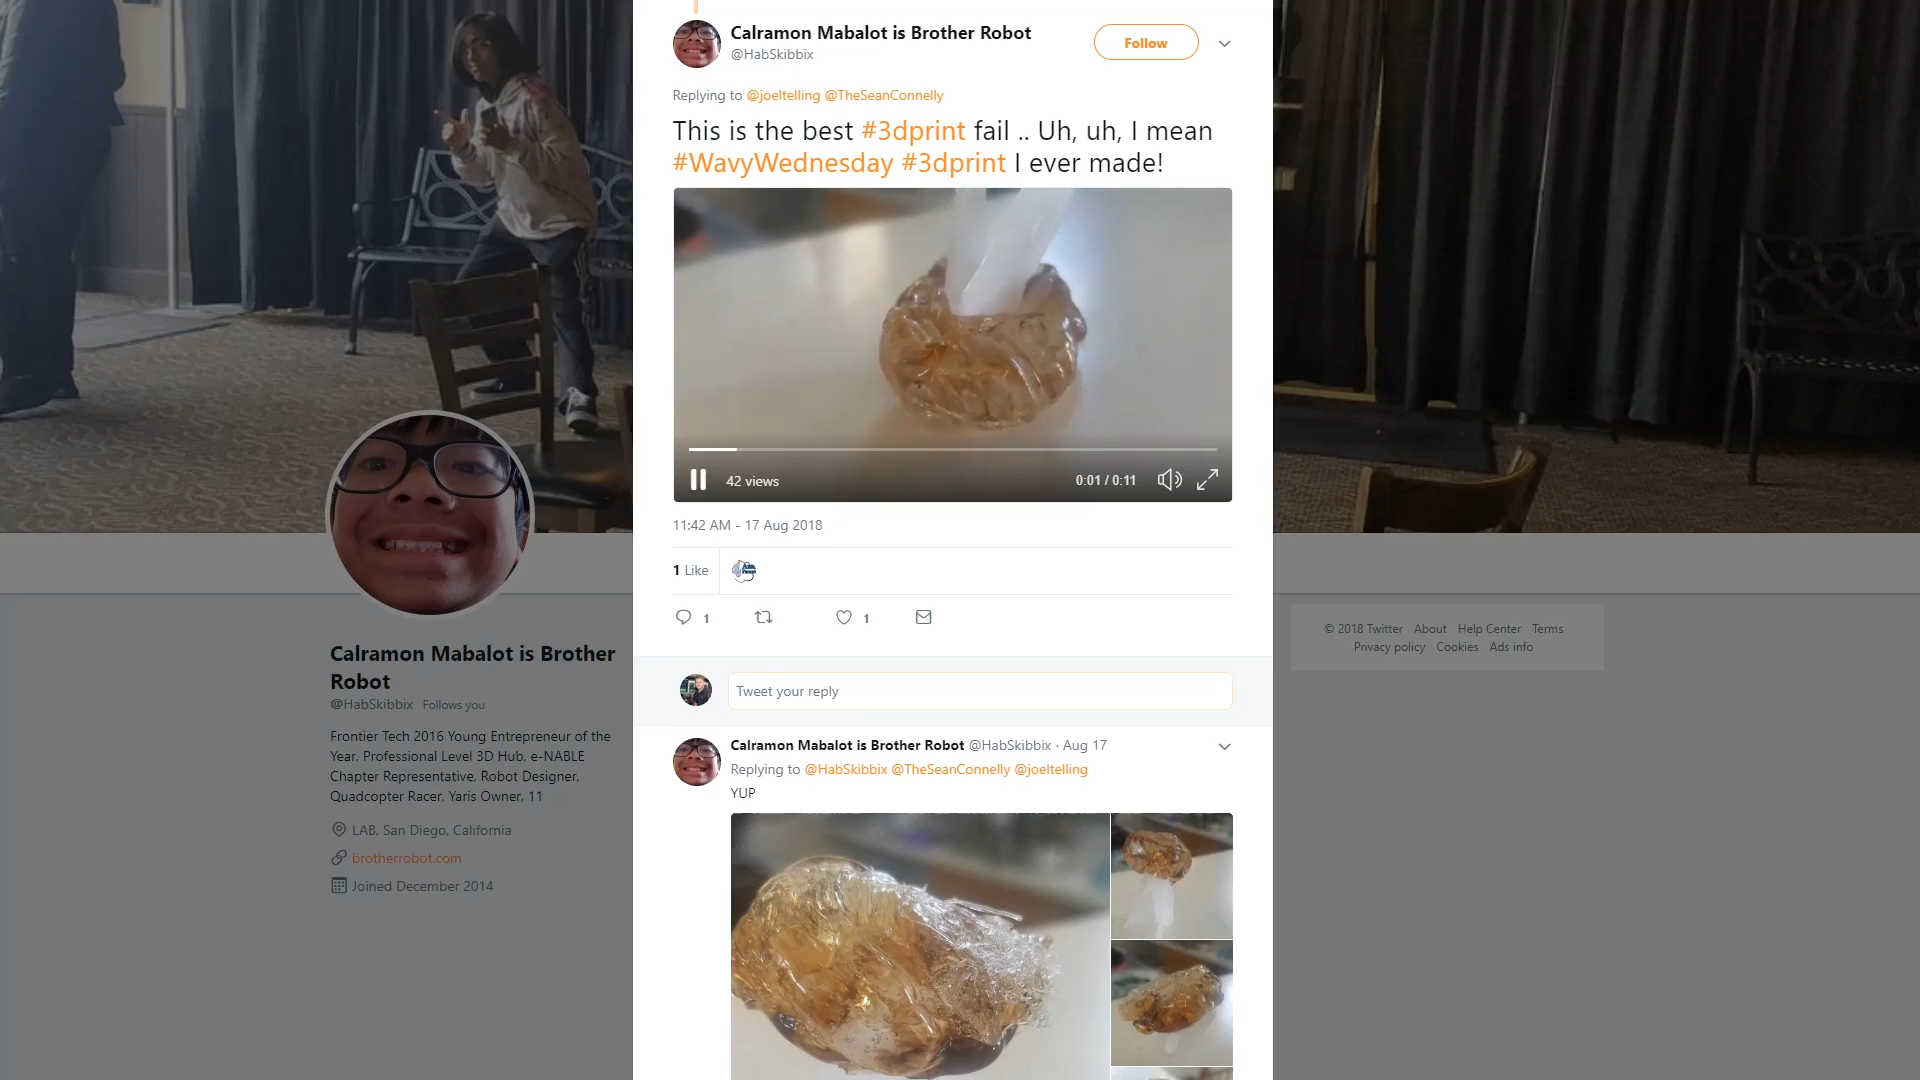 Calramon Mabalot is Brother Robot
@HabSkibbix
Follow
Replying to @joeltelling @TheSeanConnelly
This is the best #3dprint fail .. Uh, uh, I mean
#WavyWednesday #3dprint I ever made!
42 views
0:01 / 0:11
11:42 AM - 17 Aug 2018
1 Like
1
1
Tweet your reply
Calramon Mabalot is Brother Robot @HabSkibbix · Aug 17
Replying to @HabSkibbix @TheSeanConnelly @joeltelling
YUP
Calramon Mabalot is Brother
Robot
@HabSkibbix Follows you
Frontier Tech 2016 Young Entrepreneur of the
Year, Professional Level 3D Hub, e-NABLE
Chapter Representative. Robot Designer,
Quadcopter Racer, Yaris Owner, 11
LAB, San Diego, California
brotherrobot.com
Joined December 2014
© 2018 Twitter About Help Center Terms
Privacy policy Cookies Ads info